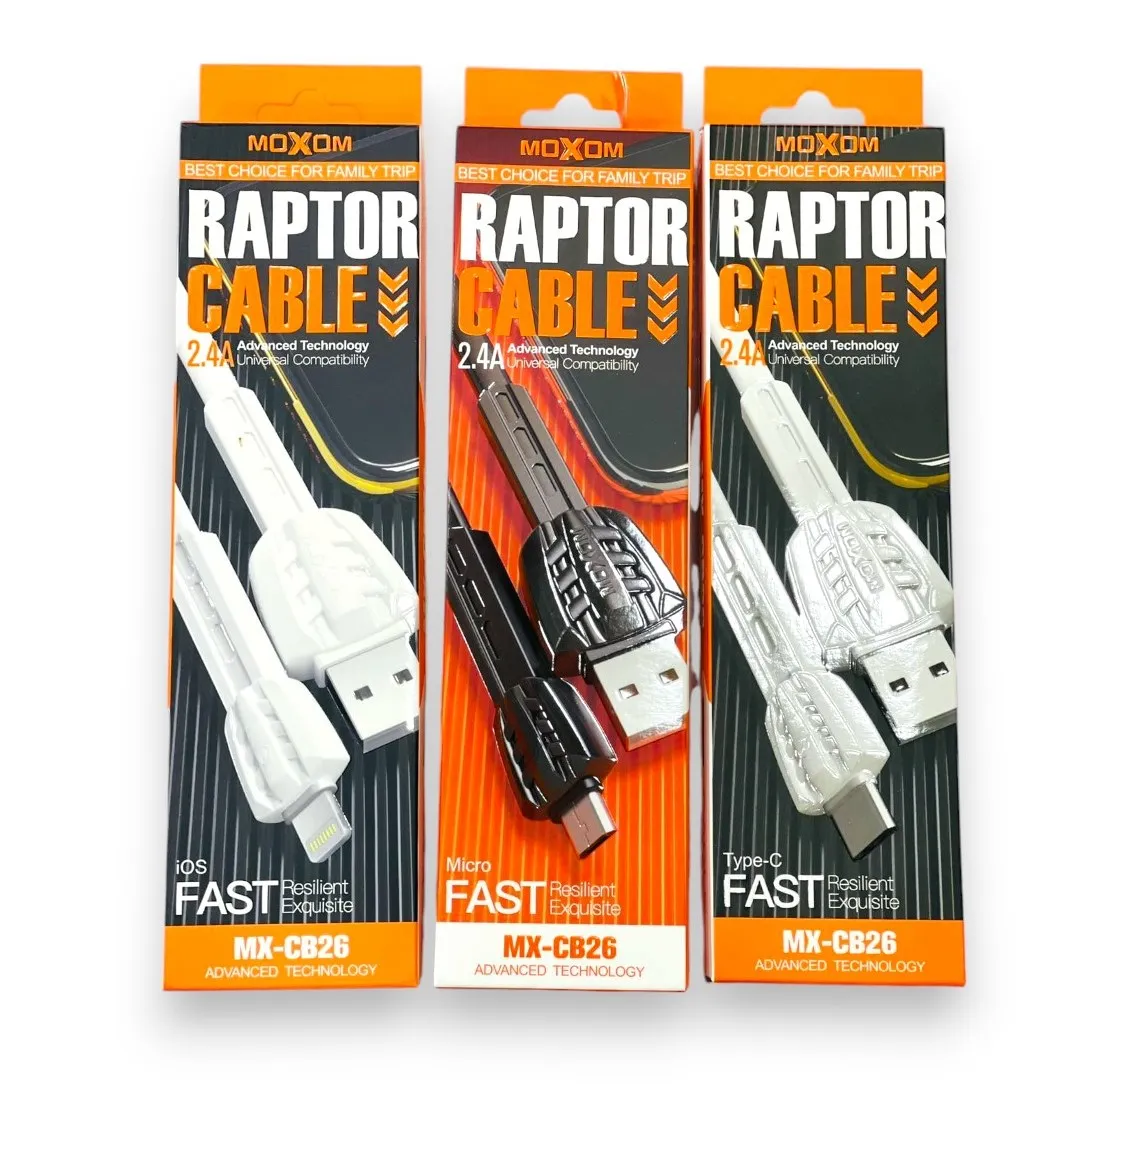 MOXOM
BEST CHOICE FOR FAMILY TRIP
RAPTOR
CABLE
2.4A
Advanced Technology
Universal Compatibility
iOS
FAST
Resilient
Exquisite
MX-CB26
ADVANCED TECHNOLOGY
MOXOM
BEST CHOICE FOR FAMILY TRIP
RAPTOR
CABLE
2.4A
Advanced Technology
Universal Compatibility
MOXOM
Micro
FAST
Resilient
Exquisite
MX-CB26
ADVANCED TECHNOLOGY
MOXOM
BEST CHOICE FOR FAMILY TRIP
RAPTOR
CABLE
2.4A
Advanced Technology
Universal Compatibility
MOXOM
Type-C
FAST
Resilient
Exquisite
MX-CB26
ADVANCED TECHNOLOGY